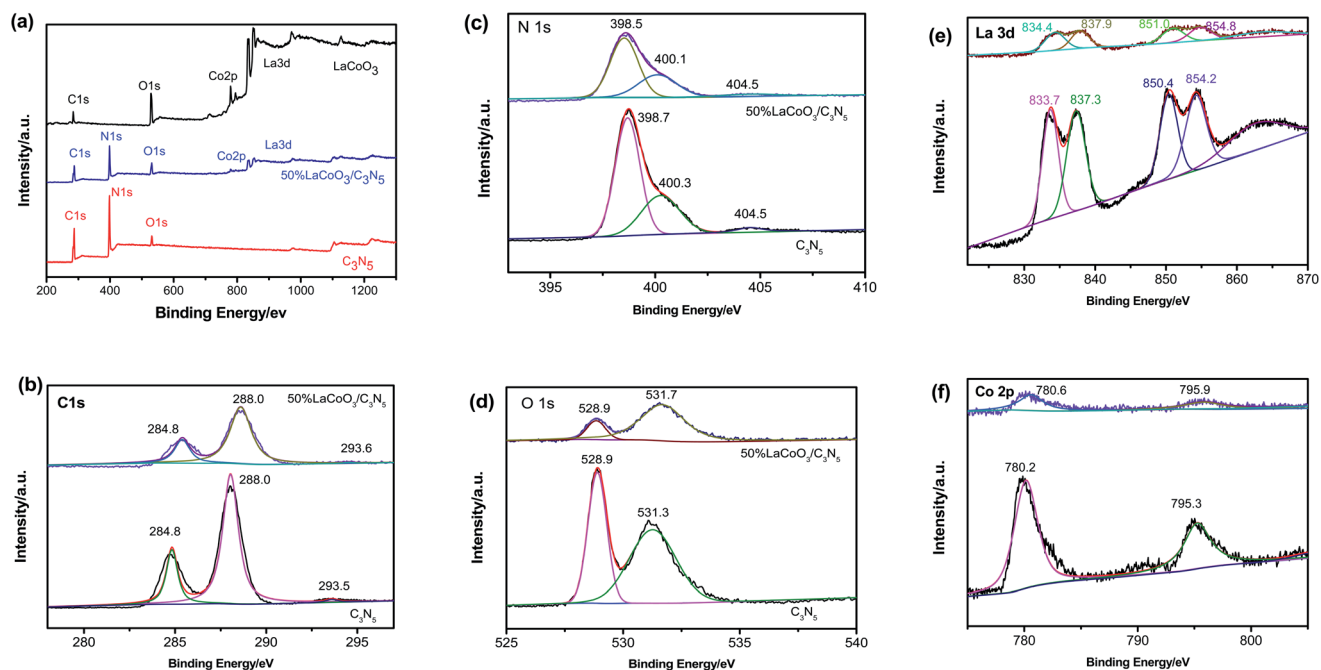 (a)
Intensity/a.u.
C1s
O1s
Co2p
La3d
LaCoO₃
C1s
N1s
O1s
Co2p
La3d
50%LaCoO₃/C₃N₅
C1s
N1s
O1s
C₃N₅
200 400 600 800 1000 1200
Binding Energy/ev
(c)
N 1s
Intensity/a.u.
398.5
400.1
404.5
50%LaCoO₃/C₃N₅
398.7
400.3
404.5
C₃N₅
395 400 405 410
Binding Energy/eV
(e)
La 3d
Intensity/a.u.
834.4
837.9
851.0
854.8
833.7
837.3
850.4
854.2
830 840 850 860 870
Binding Energy/eV
(b)
C1s
Intensity/a.u.
50%LaCoO₃/C₃N₅
284.8
288.0
293.6
284.8
288.0
293.5
C₃N₅
280 285 290 295
Binding Energy/eV
(d)
O 1s
Intensity/a.u.
528.9
531.7
50%LaCoO₃/C₃N₅
528.9
531.3
C₃N₅
525 530 535 540
Binding Energy/eV
(f)
Co 2p
Intensity/a.u.
780.6
795.9
780.2
795.3
780 790 800
Binding Energy/eV